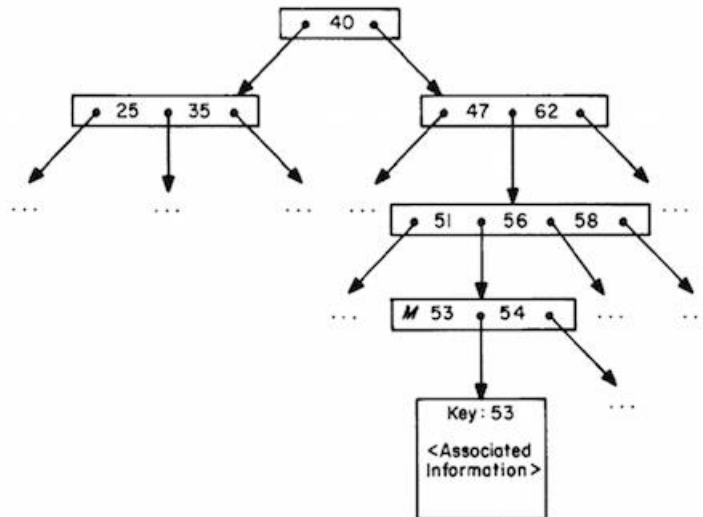 40
25 35
47 62
... ... ... ... ...
51 56 58
... ... ...
M 53 54
...
Key: 53
<Associated
Information>